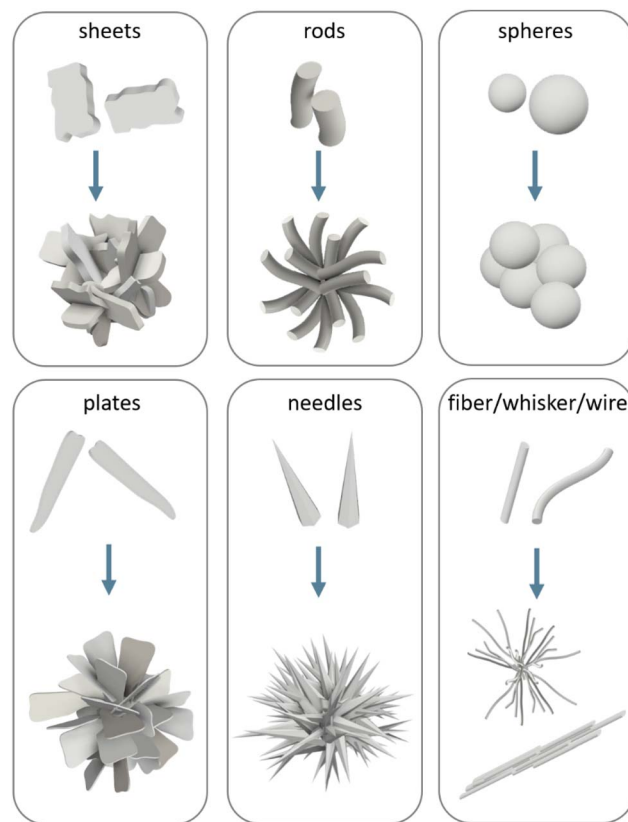 sheets
rods
spheres
plates
needles
fiber/whisker/wire